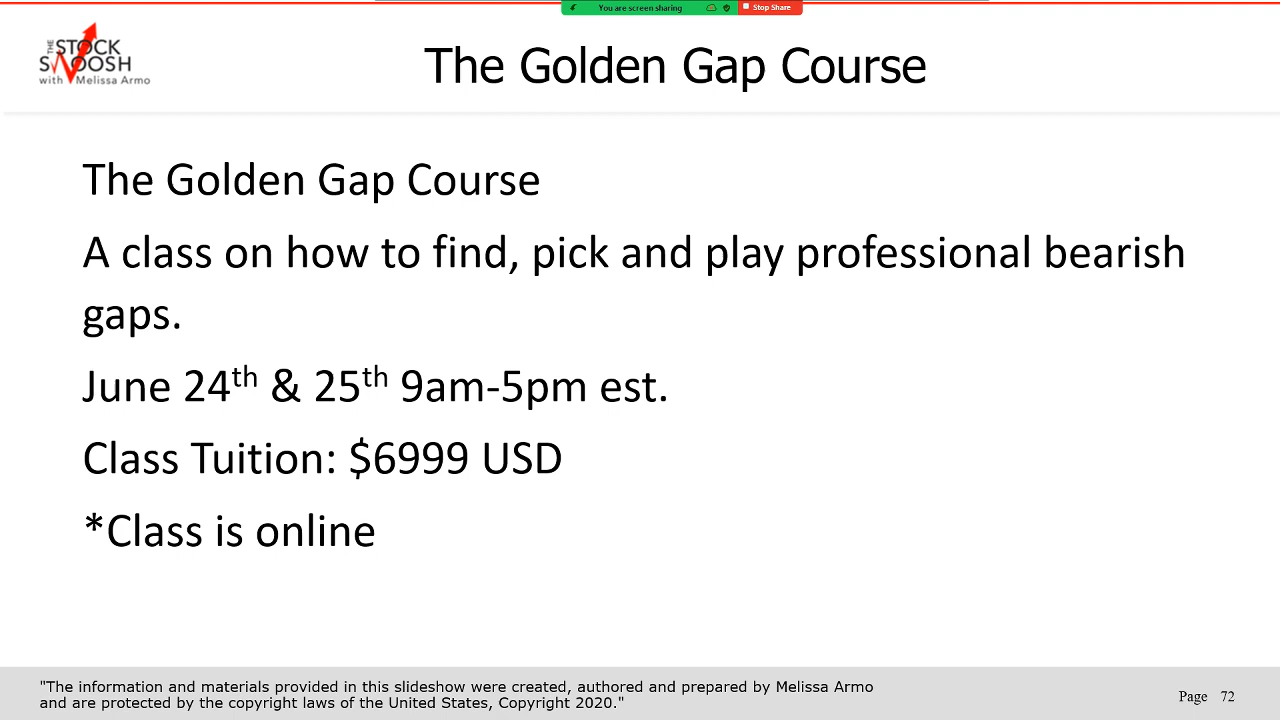 You are screen sharing
Stop Share
THE STOCK
SWOOSH
with Melissa Armo
The Golden Gap Course
The Golden Gap Course
A class on how to find, pick and play professional bearish
gaps.
June 24th & 25th 9am-5pm est.
Class Tuition: $6999 USD
*Class is online
"The information and materials provided in this slideshow were created, authored and prepared by Melissa Armo
and are protected by the copyright laws of the United States, Copyright 2020."
Page 72